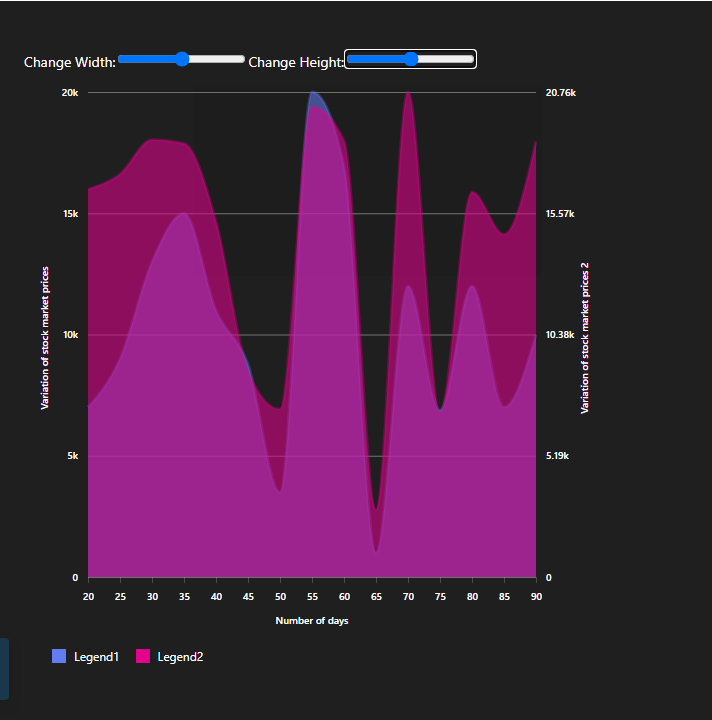 Change Width: Change Height:
20k 20.76k
15k 15.57k
Variation of stock market prices
Variation of stock market prices 2
10k 10.38k
5k 5.19k
0 0
20 25 30 35 40 45 50 55 60 65 70 75 80 85 90
Number of days
Legend1 Legend2